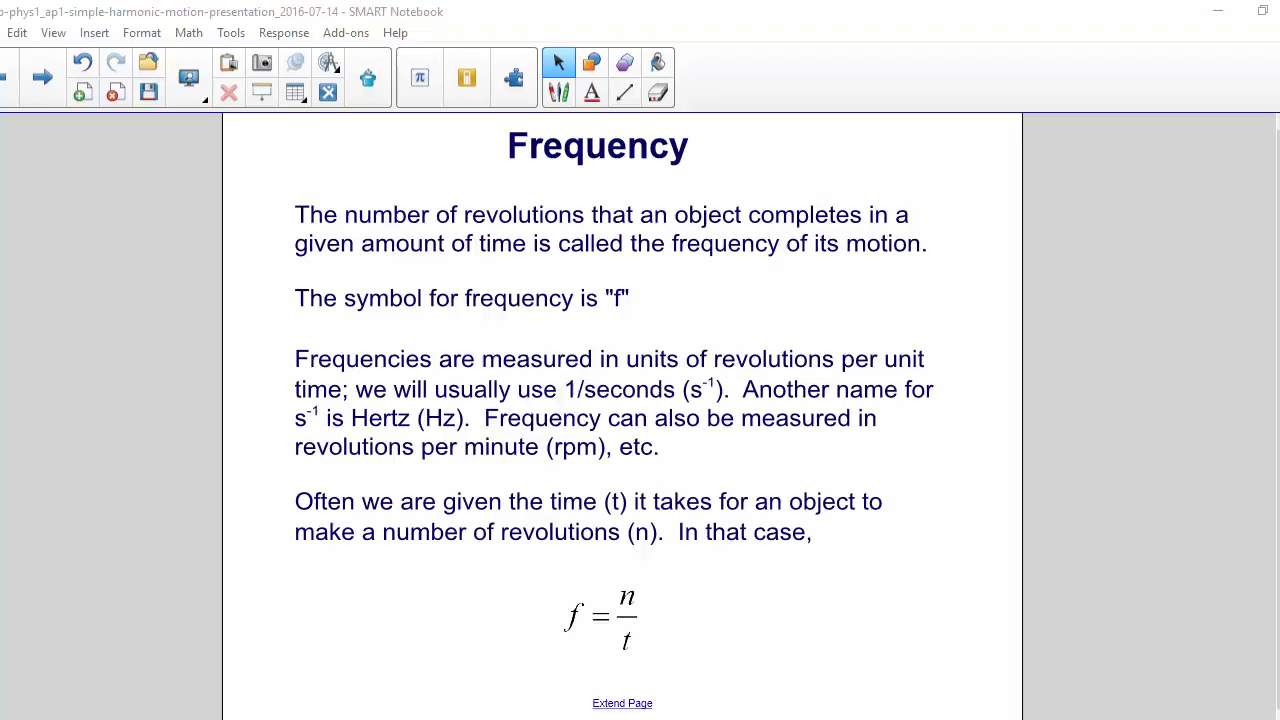 o-phys1_ap1-simple-harmonic-motion-presentation_2016-07-14 - SMART Notebook
Edit View Insert Format Math Tools Response Add-ons Help
π
A
Frequency
The number of revolutions that an object completes in a
given amount of time is called the frequency of its motion.
The symbol for frequency is "f"
Frequencies are measured in units of revolutions per unit
time; we will usually use 1/seconds (s⁻¹). Another name for
s⁻¹ is Hertz (Hz). Frequency can also be measured in
revolutions per minute (rpm), etc.
Often we are given the time (t) it takes for an object to
make a number of revolutions (n). In that case,
f = n/t
Extend Page